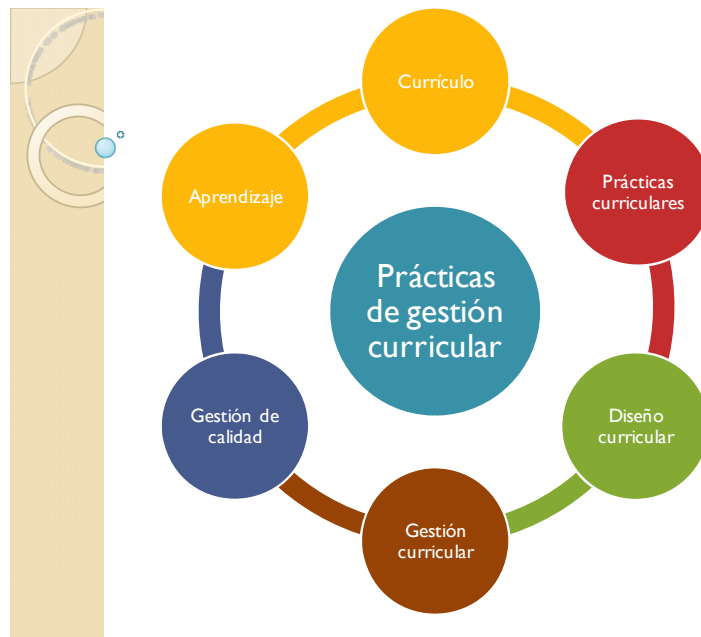 Currículo
Prácticas
curriculares
Aprendizaje
Prácticas
de gestión
curricular
Diseño
curricular
Gestión de
calidad
Gestión
curricular